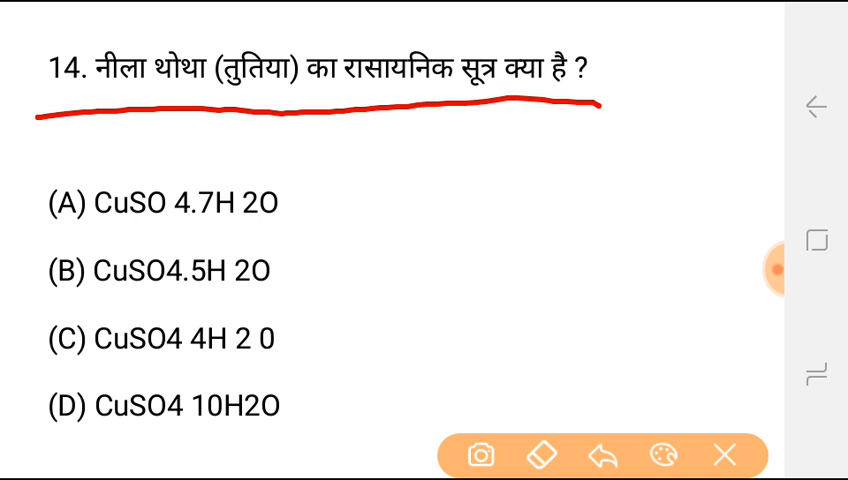 14. नीला थोथा (तुतिया) का रासायनिक सूत्र क्या है ?
(A) CuSO 4.7H 2O
(B) CuSO4.5H 2O
(C) CuSO4 4H 2 0
(D) CuSO4 10H2O